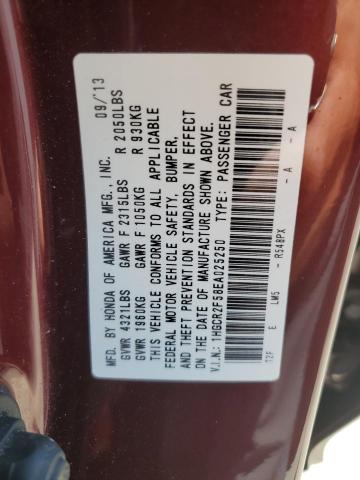 MFD. BY HONDA OF AMERICA MFG., INC. 09/'13
GVWR 4321LBS GAWR F 2315LBS R 2050LBS
GVWR 1960KG GAWR F 1050KG R 930KG
THIS VEHICLE CONFORMS TO ALL APPLICABLE
FEDERAL MOTOR VEHICLE SAFETY, BUMPER,
AND THEFT PREVENTION STANDARDS IN EFFECT
ON THE DATE OF MANUFACTURE SHOWN ABOVE.
V.I.N.: 1HGCR2F58EA025250 TYPE: PASSENGER CAR
T2F E LM5 - R548PX - A - A